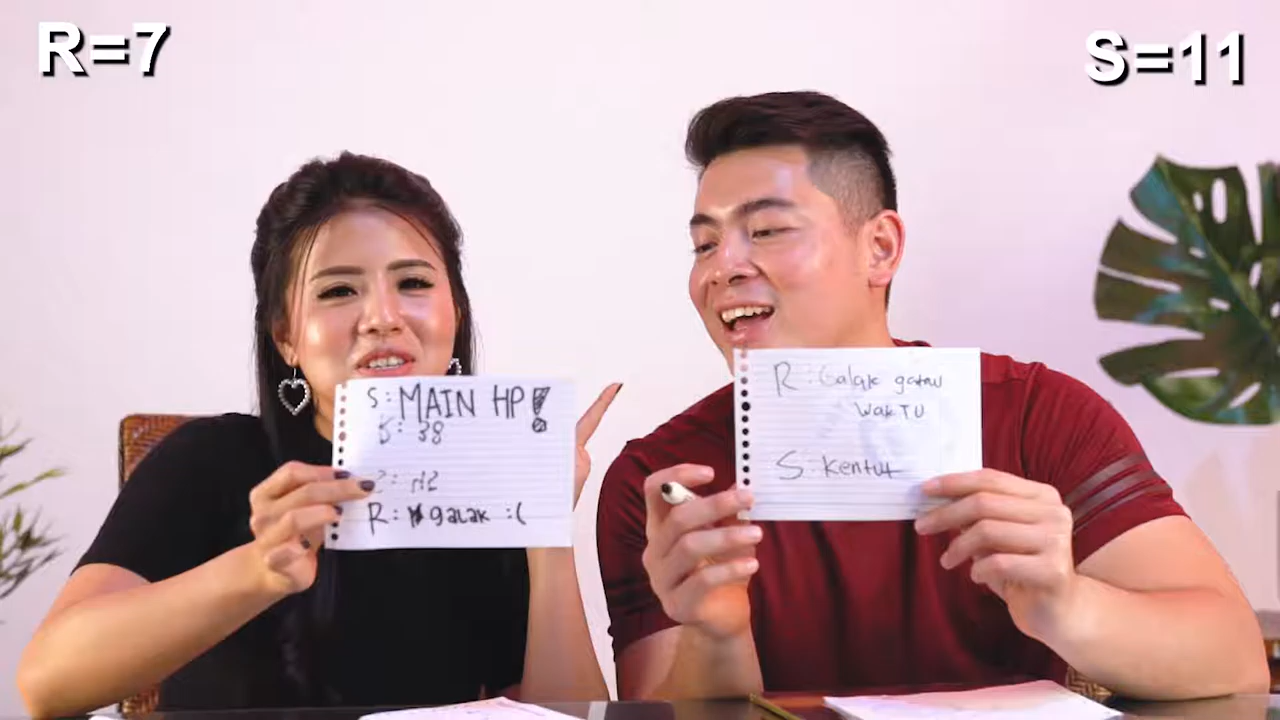 R=7
S=11
S: MAIN HP!
R: galak :(
R: Galak gatau
WakTU
S: Kentut